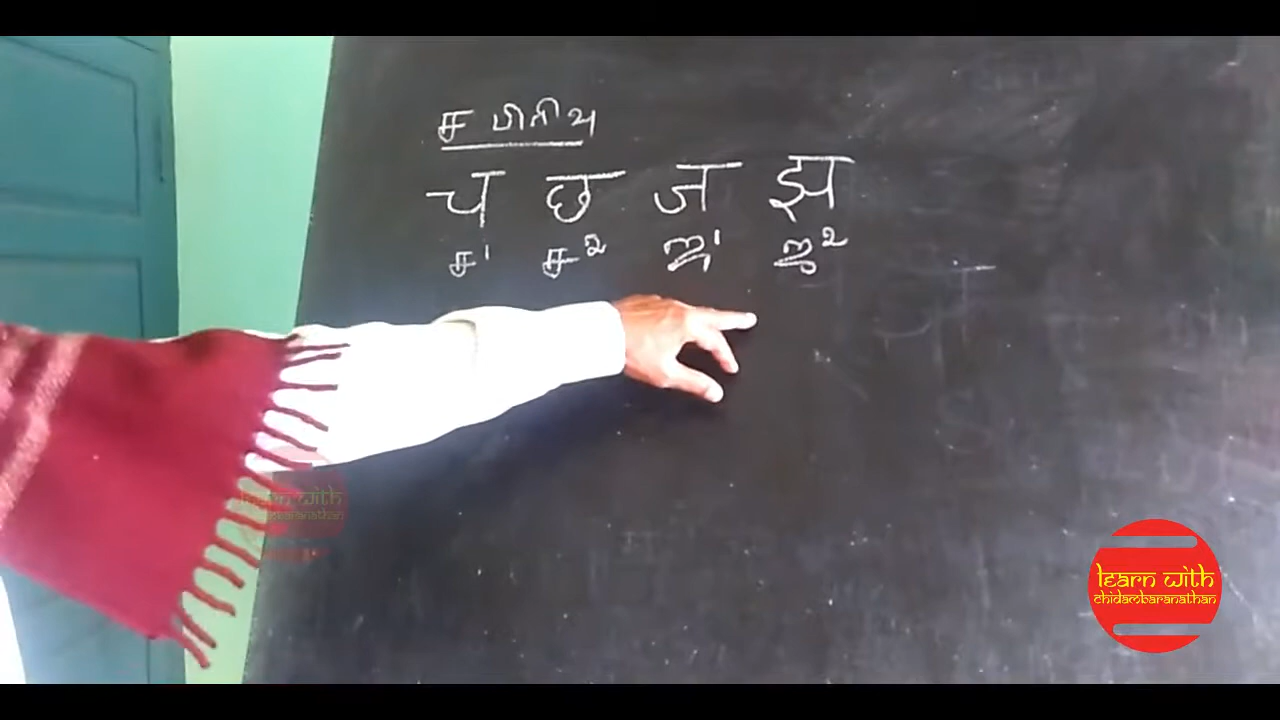 ச
च छ ज झ
ச¹ ச² ஜ¹ ஜ²
LEARN WITH
CHIDAMBARANATHAN